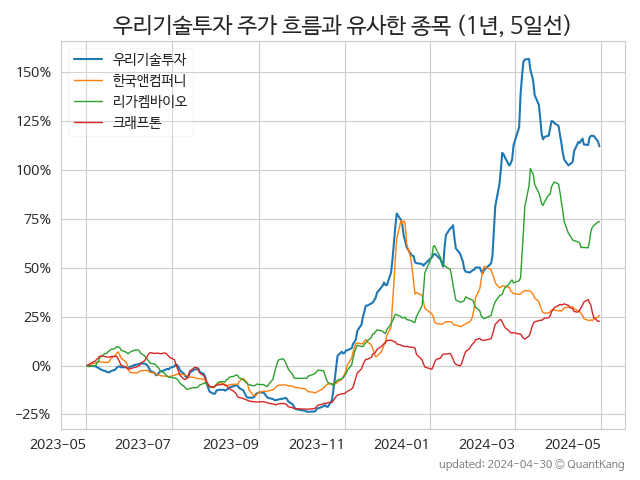 우리기술투자 주가 흐름과 유사한 종목 (1년, 5일선)
우리기술투자
한국앤컴퍼니
리가켐바이오
크래프톤
150%
125%
100%
75%
50%
25%
0%
−25%
2023-05 2023-07 2023-09 2023-11 2024-01 2024-03 2024-05
updated: 2024-04-30 © QuantKang